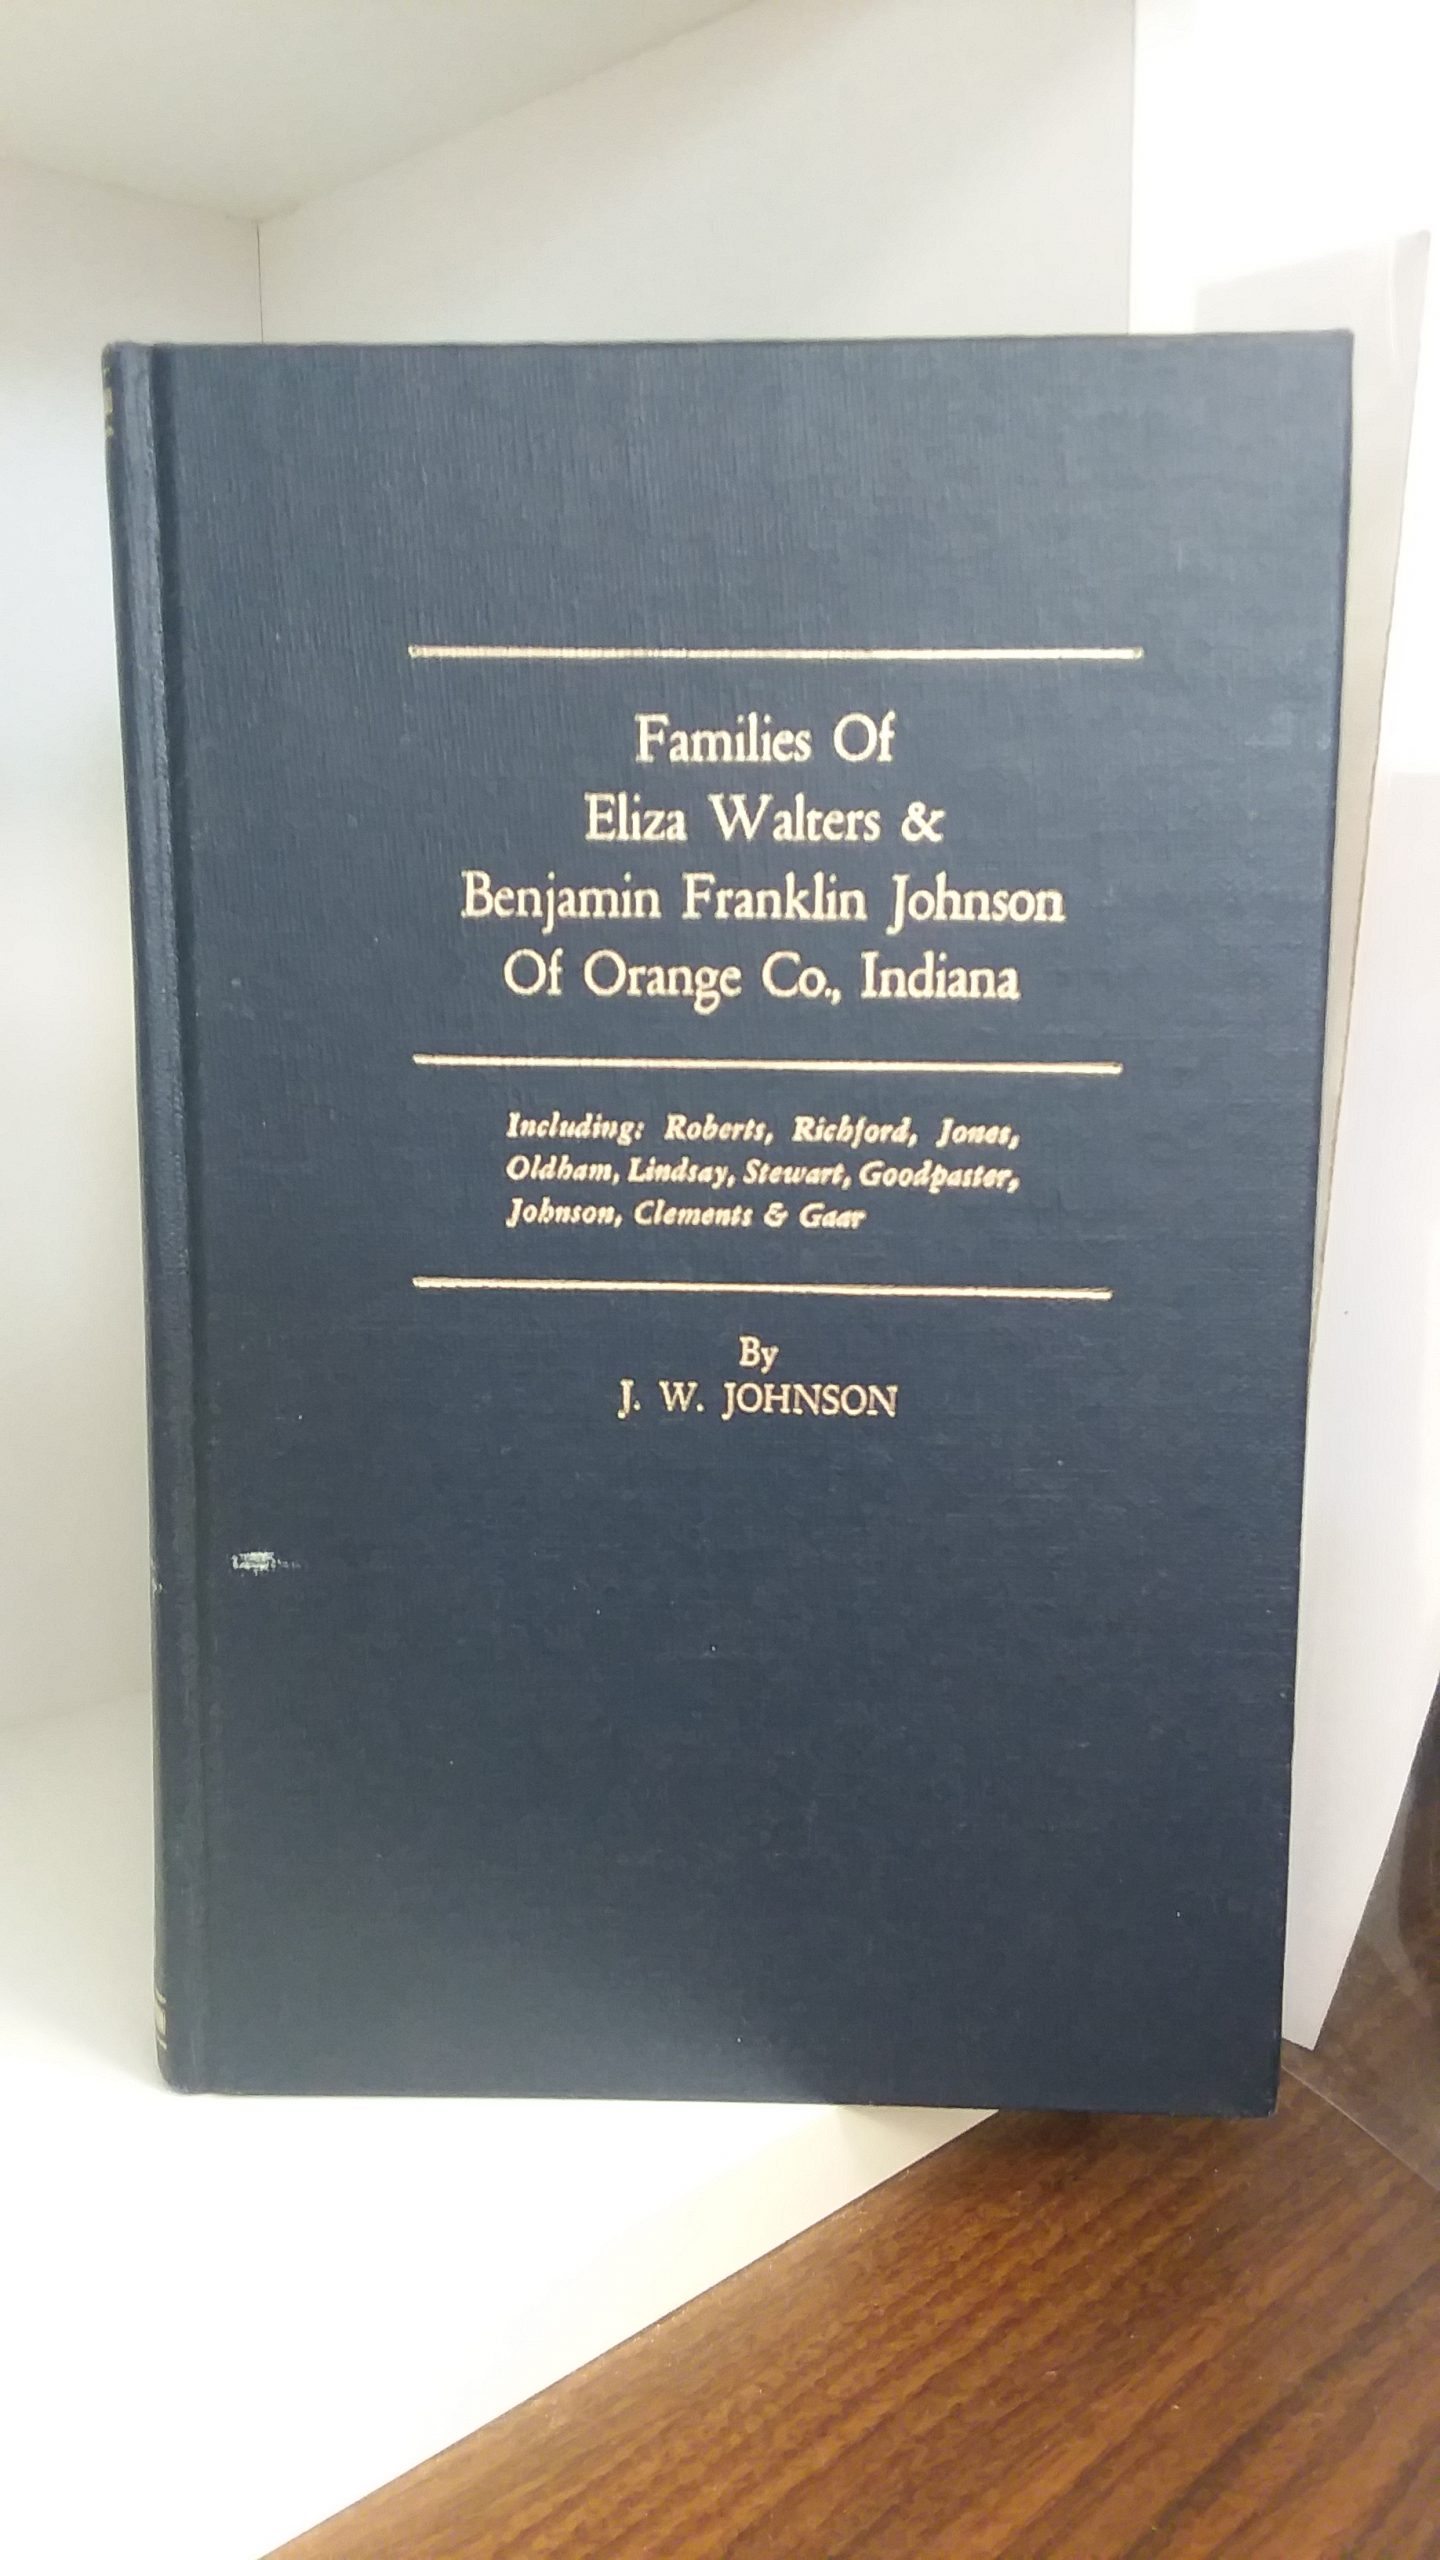 Families Of
Eliza Walters &
Benjamin Franklin Johnson
Of Orange Co., Indiana
Including: Roberts, Richford, Jones,
Oldham, Lindsay, Stewart, Goodpaster,
Johnson, Clements & Gaar
By
J. W. JOHNSON